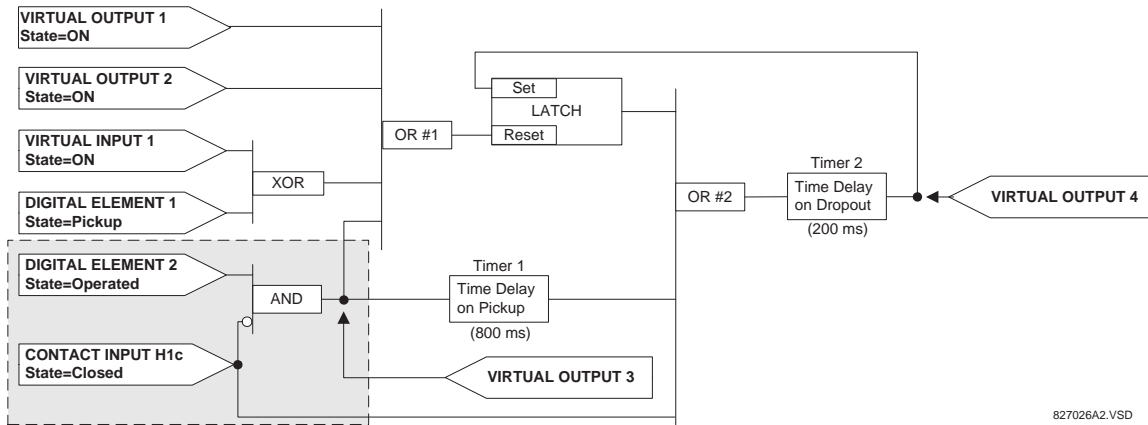 VIRTUAL OUTPUT 1
State=ON
VIRTUAL OUTPUT 2
State=ON
VIRTUAL INPUT 1
State=ON
DIGITAL ELEMENT 1
State=Pickup
DIGITAL ELEMENT 2
State=Operated
CONTACT INPUT H1c
State=Closed
XOR
AND
OR #1
Set
LATCH
Reset
Timer 1
Time Delay
on Pickup
(800 ms)
VIRTUAL OUTPUT 3
OR #2
Timer 2
Time Delay
on Dropout
(200 ms)
VIRTUAL OUTPUT 4
827026A2.VSD